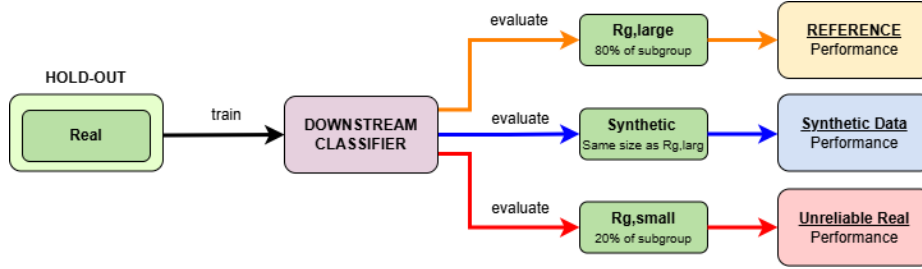 HOLD-OUT
Real
train
DOWNSTREAM
CLASSIFIER
evaluate
Rg,large
80% of subgroup
REFERENCE
Performance
evaluate
Synthetic
Same size as Rg,larg
Synthetic Data
Performance
evaluate
Rg,small
20% of subgroup
Unreliable Real
Performance